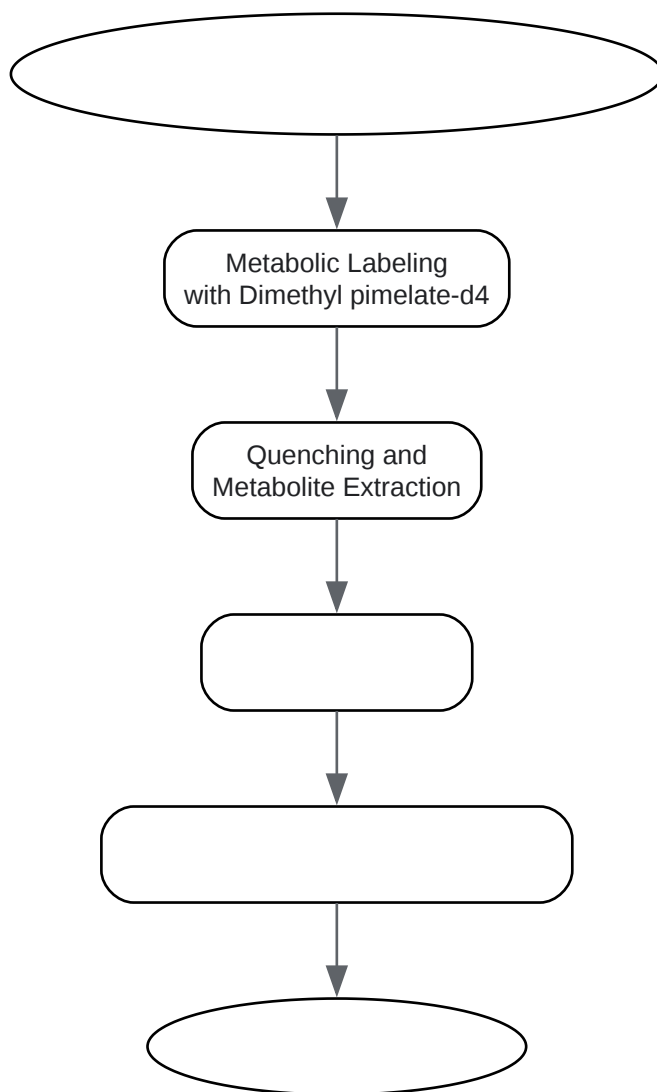 Metabolic Labeling
with Dimethyl pimelate-d4
Quenching and
Metabolite Extraction